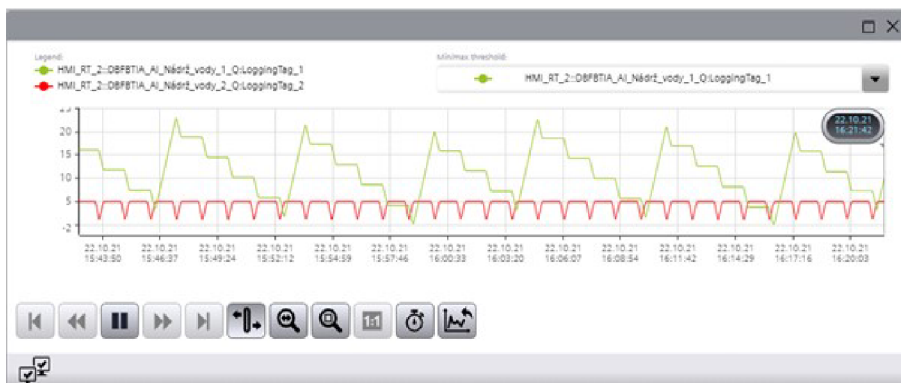 Legend:
HMI_RT_2::DBFBTIA_AI_Nádrž_vody_1_Q:LoggingTag_1
HMI_RT_2::DBFBTIA_AI_Nádrž_vody_2_Q:LoggingTag_2
Min/max threshold:
HMI_RT_2::DBFBTIA_AI_Nádrž_vody_1_Q:LoggingTag_1
22.10.21
16:21:42
20
15
10
5
-2
22.10.21 22.10.21 22.10.21 22.10.21 22.10.21 22.10.21 22.10.21 22.10.21 22.10.21 22.10.21 22.10.21 22.10.21 22.10.21 22.10.21
15:43:50 15:46:37 15:49:24 15:52:12 15:54:59 15:57:46 16:00:33 16:03:20 16:06:07 16:08:54 16:11:42 16:14:29 16:17:16 16:20:03
1:1